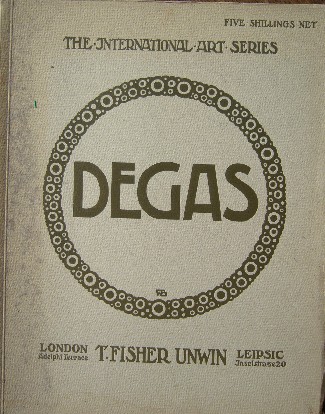 FIVE SHILLINGS NET
THE·INTERNATIONAL·ART·SERIES
DEGAS
LONDON T. FISHER UNWIN LEIPSIC
Adelphi Terrace Inselstrasse 20